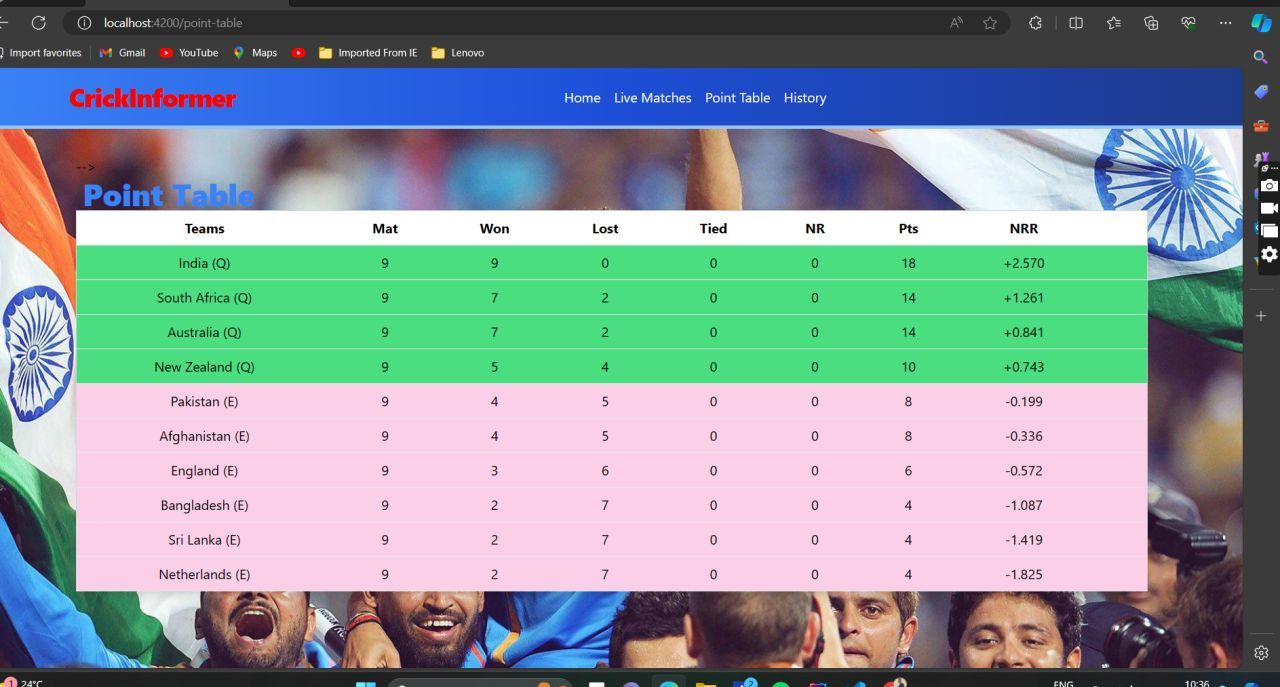 localhost:4200/point-table
Import favorites Gmail YouTube Maps Imported From IE Lenovo
CrickInformer Home Live Matches Point Table History
-->
Point Table
Teams Mat Won Lost Tied NR Pts NRR
India (Q) 9 9 0 0 0 18 +2.570
South Africa (Q) 9 7 2 0 0 14 +1.261
Australia (Q) 9 7 2 0 0 14 +0.841
New Zealand (Q) 9 5 4 0 0 10 +0.743
Pakistan (E) 9 4 5 0 0 8 -0.199
Afghanistan (E) 9 4 5 0 0 8 -0.336
England (E) 9 3 6 0 0 6 -0.572
Bangladesh (E) 9 2 7 0 0 4 -1.087
Sri Lanka (E) 9 2 7 0 0 4 -1.419
Netherlands (E) 9 2 7 0 0 4 -1.825
1 24°C 2 ENG 10:36